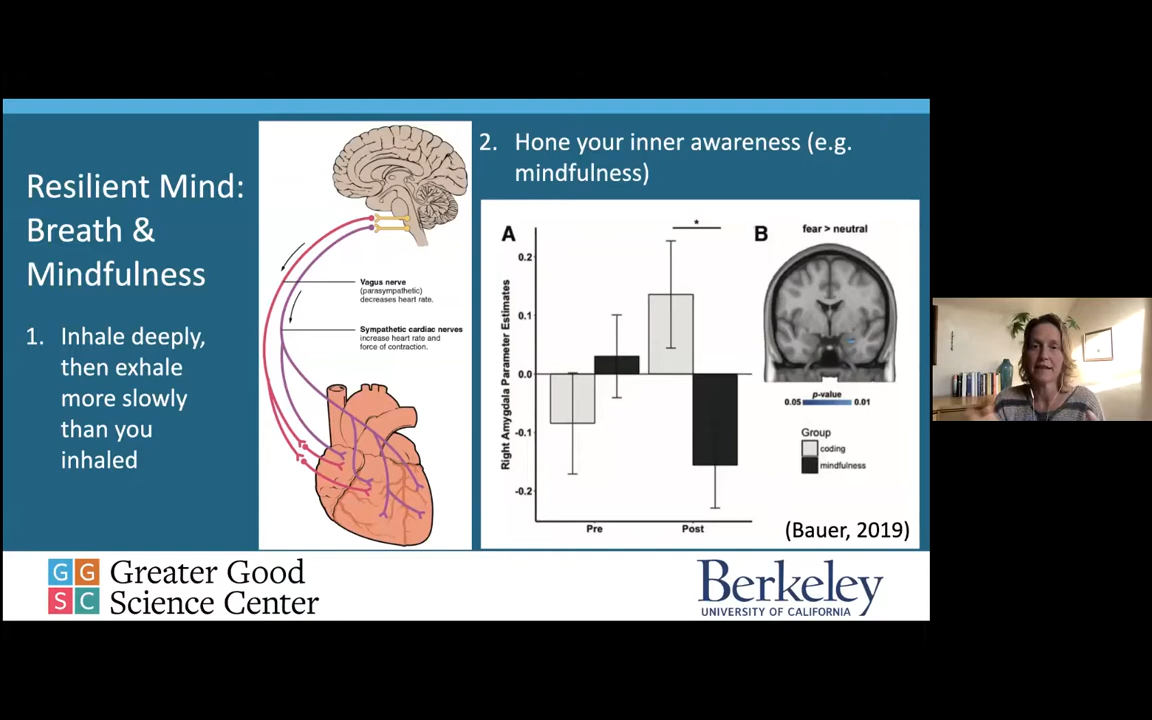 Resilient Mind:
Breath &
Mindfulness
1. Inhale deeply,
then exhale
more slowly
than you
inhaled
Vagus nerve
(parasympathetic)
decreases heart rate.
Sympathetic cardiac nerves
increase heart rate and
force of contraction.
2. Hone your inner awareness (e.g.
mindfulness)
A
*
Right Amygdala Parameter Estimates
0.2
0.1
0.0
-0.1
-0.2
Pre Post
B
fear > neutral
p-value
0.05 0.01
Group
coding
mindfulness
(Bauer, 2019)
GG
SC
Greater Good
Science Center
Berkeley
UNIVERSITY OF CALIFORNIA